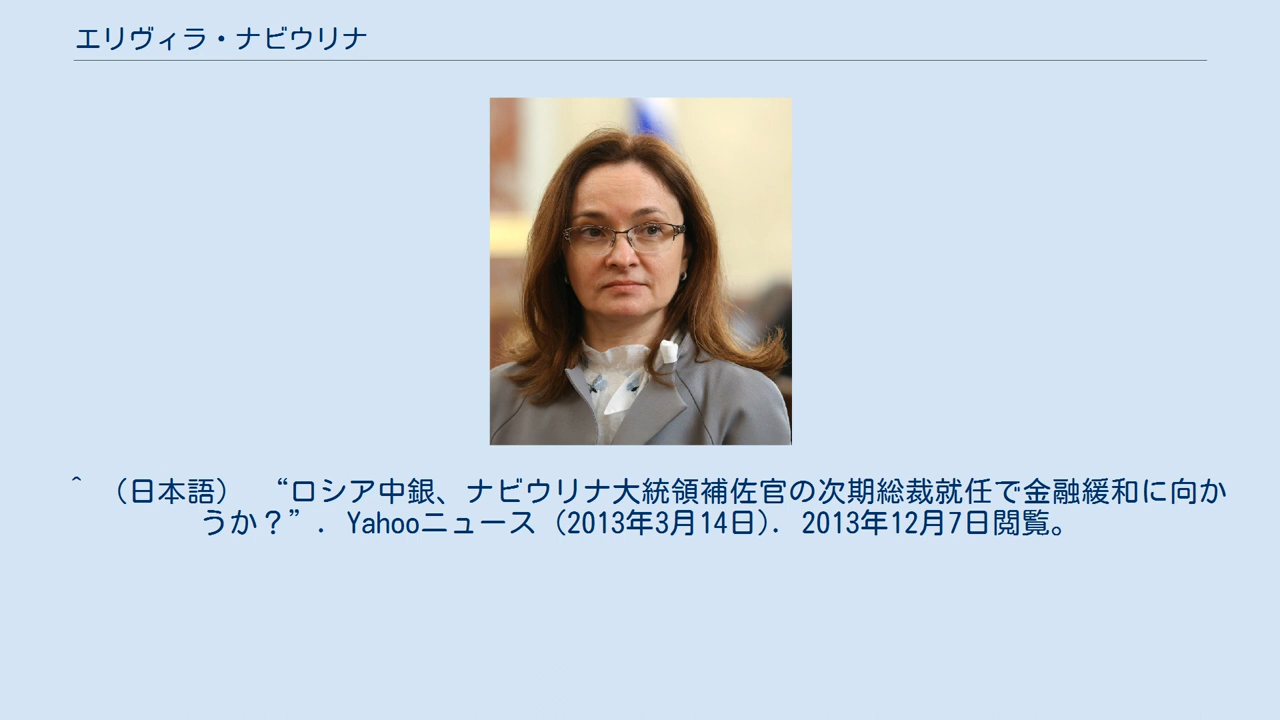 エリヴィラ・ナビウリナ
^ （日本語） “ロシア中銀、ナビウリナ大統領補佐官の次期総裁就任で金融緩和に向か
うか？”. Yahooニュース (2013年3月14日). 2013年12月7日閲覧。